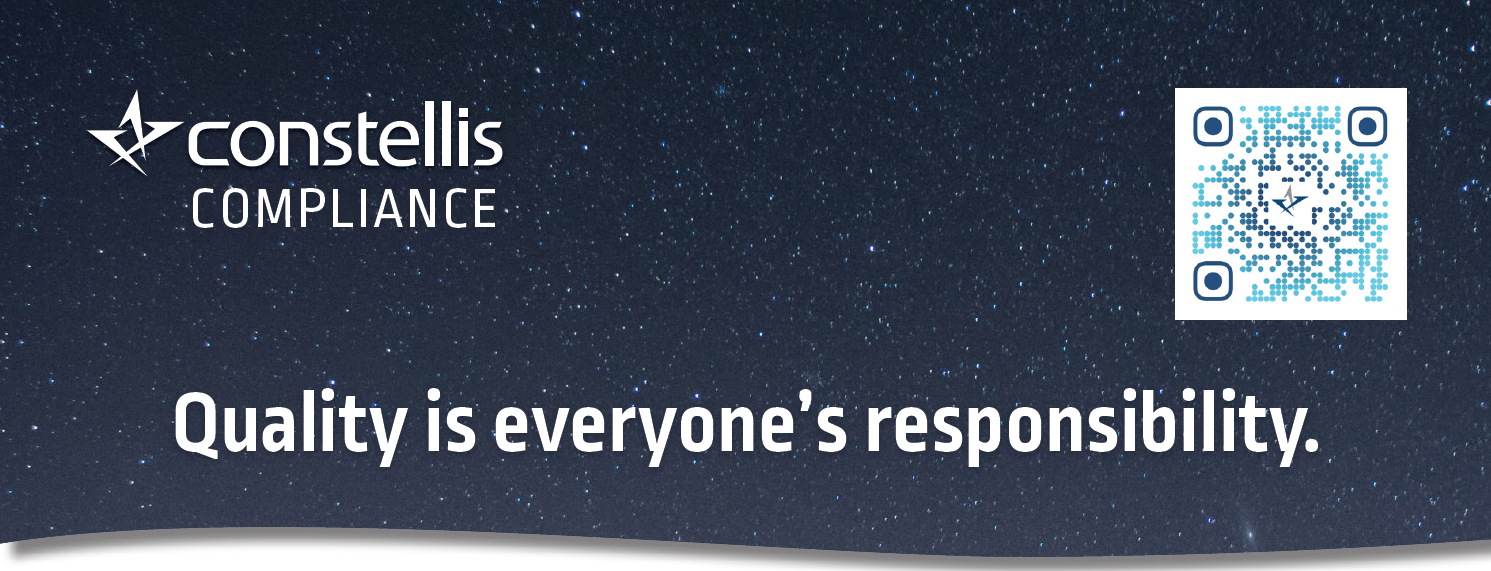 constellis
COMPLIANCE
Quality is everyone’s responsibility.